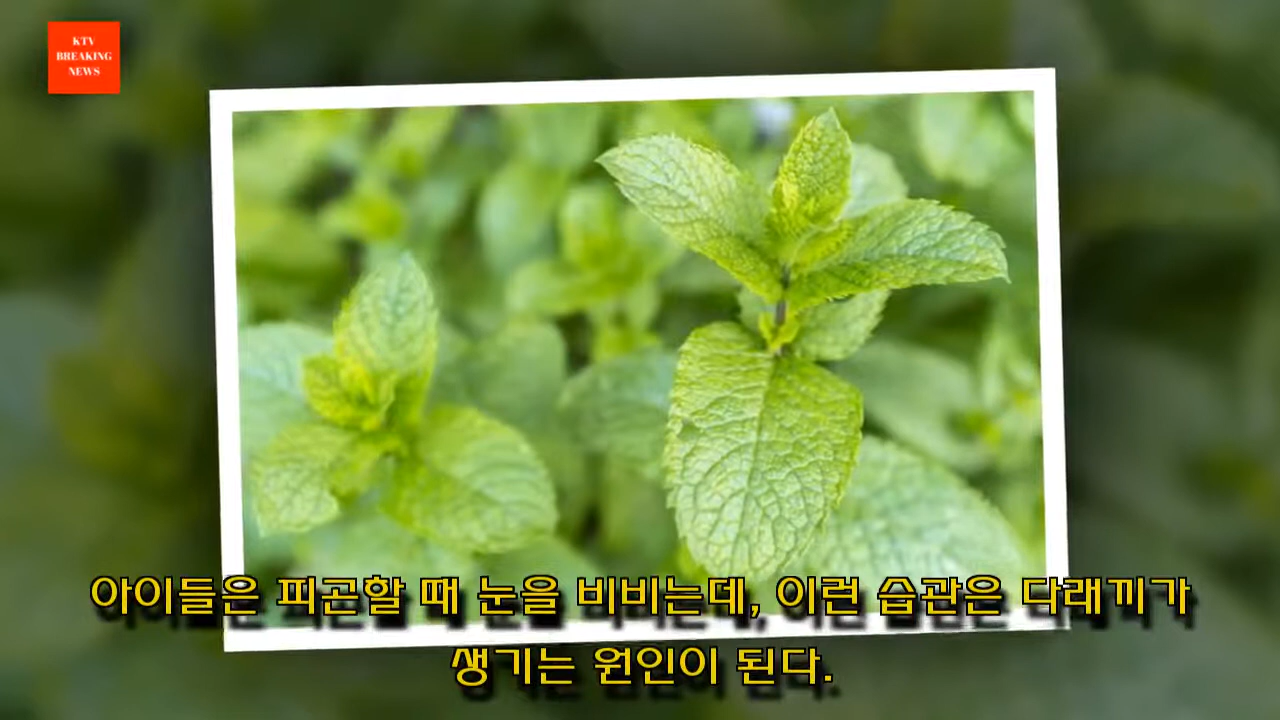 KTV
BREAKING
NEWS
아이들은 피곤할 때 눈을 비비는데, 이런 습관은 다래끼가
생기는 원인이 된다.